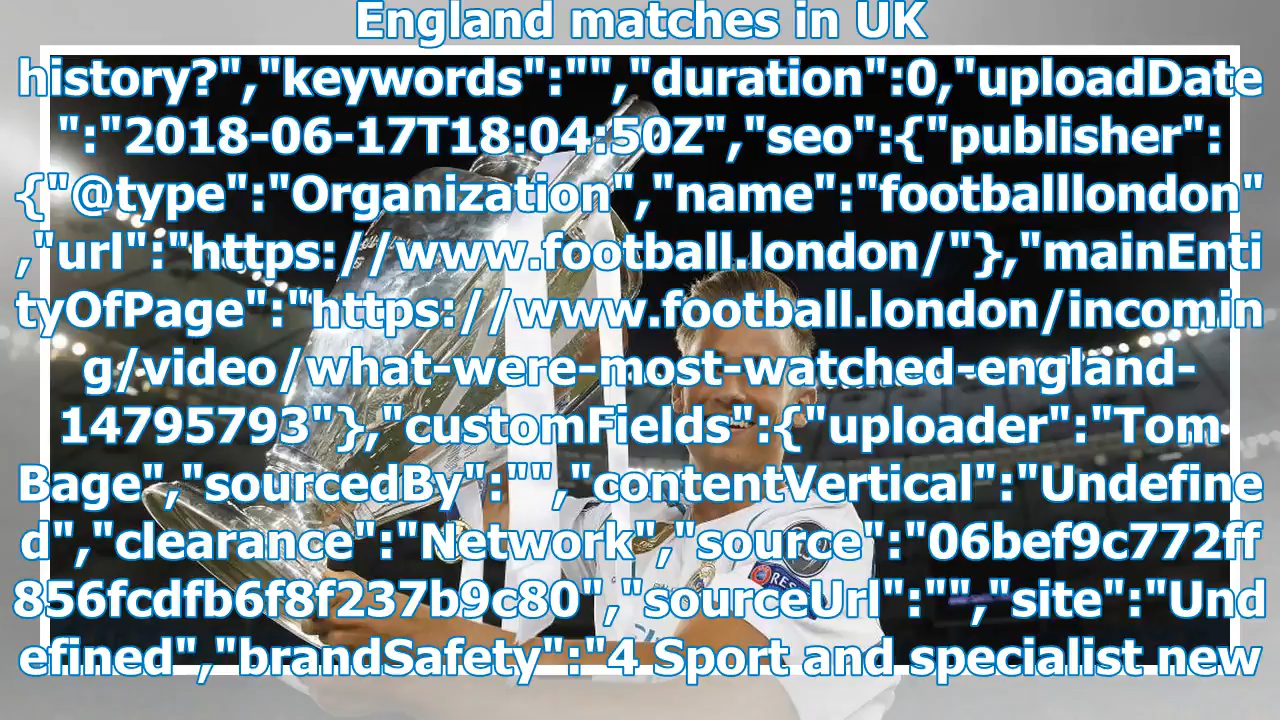 England matches in UK
history?","keywords":"","duration":0,"uploadDate
":"2018-06-17T18:04:50Z","seo":{"publisher":
{"@type":"Organization","name":"footballlondon"
,"url":"https://www.football.london/"},"mainEnti
tyOfPage":"https://www.football.london/incomin
g/video/what-were-most-watched-england-
14795793"},"customFields":{"uploader":"Tom
Bage","sourcedBy":"","contentVertical":"Undefine
d","clearance":"Network","source":"06bef9c772ff
856fcdfb6f8f237b9c80","sourceUrl":"","site":"Und
efined","brandSafety":"4 Sport and specialist new